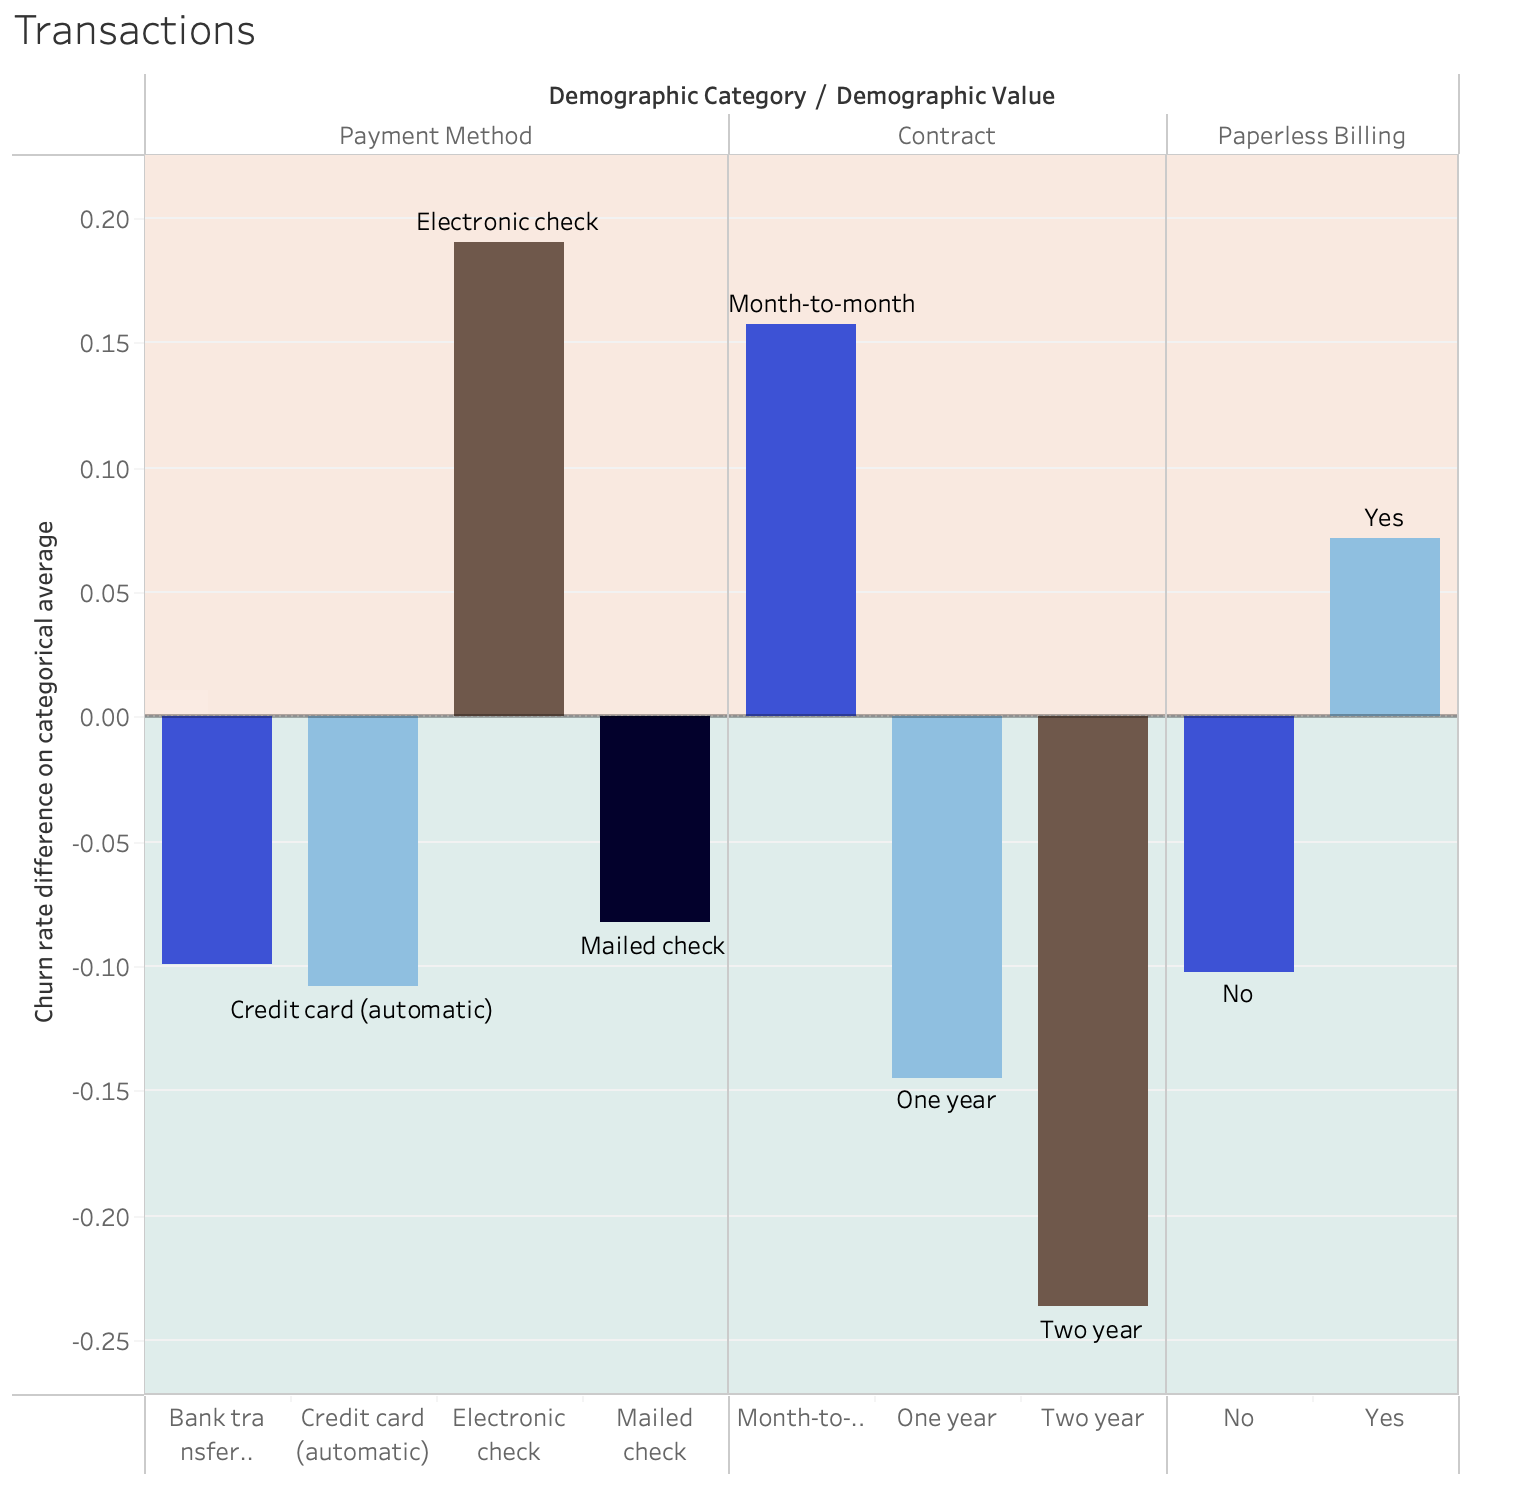 Transactions
Demographic Category / Demographic Value
Payment Method
Contract
Paperless Billing
Churn rate difference on categorical average
0.20
0.15
0.10
0.05
0.00
-0.05
-0.10
-0.15
-0.20
-0.25
Electronic check
Month-to-month
Yes
Mailed check
Credit card (automatic)
No
One year
Two year
Bank tra
nsfer..
Credit card
(automatic)
Electronic
check
Mailed
check
Month-to-..
One year
Two year
No
Yes